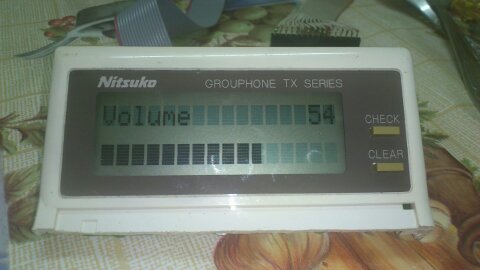 Nitsuko
GROUPHONE TX SERIES
Volume 54
CHECK
CLEAR